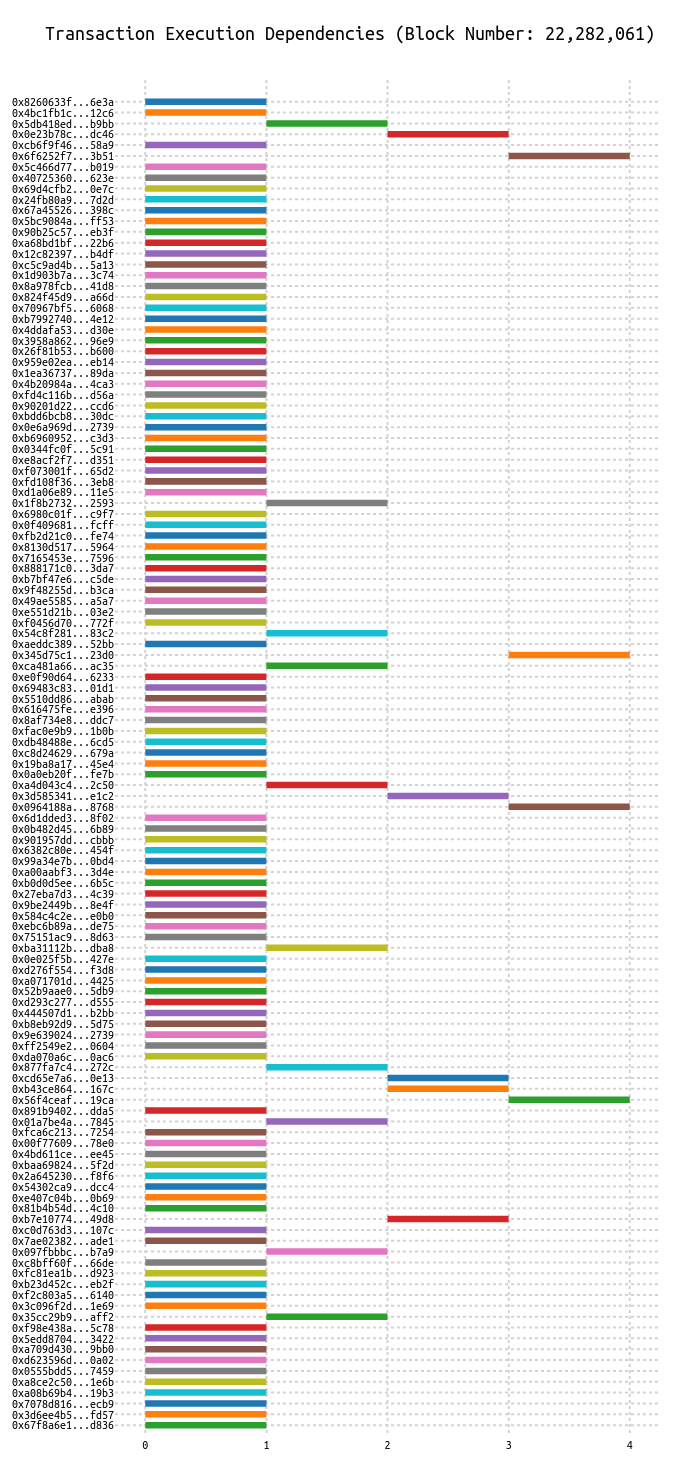 Transaction Execution Dependencies (Block Number: 22,282,061)
0x8260633f...6e3a
0x4bc1fb1c...12c6
0x5db418ed...b9bb
0x0e23b78c...dc46
0xcb6f9f46...58a9
0x6f6252f7...3b51
0x5c466d77...b019
0x40725360...623e
0x69d4cfb2...0e7c
0x24fb80a9...7d2d
0x67a45526...398c
0x5bc9084a...ff53
0x90b25c57...eb3f
0xa68bd1bf...22b6
0x12c82397...b4df
0xc5c9ad4b...5a13
0x1d903b7a...3c74
0x8a978fcb...41d8
0x824f45d9...a66d
0x70967bf5...6068
0xb7992740...4e12
0x4ddafa53...d30e
0x3958a862...96e9
0x26f81b53...b600
0x959e02ea...eb14
0x1ea36737...89da
0x4b20984a...4ca3
0xfd4c116b...d56a
0x90201d22...ccd6
0xbdd6bcb8...30dc
0x0e6a969d...2739
0xb6960952...c3d3
0x0344fc0f...5c91
0xe8acf2f7...d351
0xf073001f...65d2
0xfd108f36...3eb8
0xd1a06e89...11e5
0x1f8b2732...2593
0x6980c01f...c9f7
0x0f409681...fcff
0xfb2d21c0...fe74
0x8130d517...5964
0x7165453e...7596
0x888171c0...3da7
0xb7bf47e6...c5de
0x9f48255d...b3ca
0x49ae5585...a5a7
0xe551d21b...03e2
0xf0456d70...772f
0x54c8f281...83c2
0xaeddc389...52bb
0x345d75c1...23d0
0xca481a66...ac35
0xe0f90d64...6233
0x69483c83...01d1
0x5510dd86...abab
0x616475fe...e396
0x8af734e8...ddc7
0xfac0e9b9...1b0b
0xdb48488e...6cd5
0xc8d24629...679a
0x19ba8a17...45e4
0x0a0eb20f...fe7b
0xa4d043c4...2c50
0x3d585341...e1c2
0x0964188a...8768
0x6d1dded3...8f02
0x0b482d45...6b89
0x901957dd...cbbb
0x6382c80e...454f
0x99a34e7b...0bd4
0xa00aabf3...3d4e
0xb0d0d5ee...6b5c
0x27eba7d3...4c39
0x9be2449b...8e4f
0x584c4c2e...e0b0
0xebc6b89a...de75
0x75151ac9...8d63
0xba31112b...dba8
0x0e025f5b...427e
0xd276f554...f3d8
0xa071701d...4425
0x52b9aae0...5db9
0xd293c277...d555
0x444507d1...b2bb
0xb8eb92d9...5d75
0x9e639024...2739
0xff2549e2...0604
0xda070a6c...0ac6
0x877fa7c4...272c
0xcd65e7a6...0e13
0xb43ce864...167c
0x56f4ceaf...19ca
0x891b9402...dda5
0x01a7be4a...7845
0xfca6c213...7254
0x00f77609...78e0
0x4bd611ce...ee45
0xbaa69824...5f2d
0x2a645230...f8f6
0x54302ca9...dcc4
0xe407c04b...0b69
0x81b4b54d...4c10
0xb7e10774...49d8
0xc0d763d3...107c
0x7ae02382...ade1
0x097fbbbc...b7a9
0xc8bff60f...66de
0xfc81ea1b...d923
0xb23d452c...eb2f
0xf2c803a5...6140
0x3c096f2d...1e69
0x35cc29b9...aff2
0xf98e438a...5c78
0x5edd8704...3422
0xa709d430...9bb0
0xd623596d...0a02
0x0555bdd5...7459
0xa8ce2c50...1e6b
0xa08b69b4...19b3
0x7078d816...ecb9
0x3d6ee4b5...fd57
0x67f8a6e1...d836
0 1 2 3 4